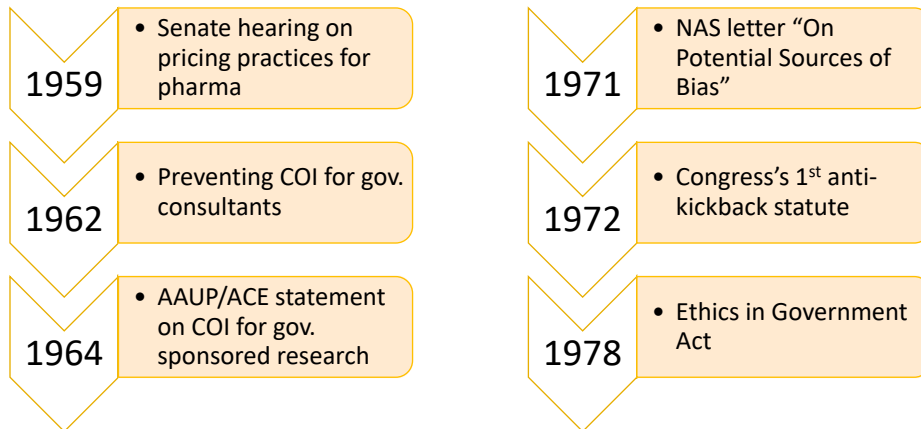 1959
• Senate hearing on
pricing practices for
pharma
1962
• Preventing COI for gov.
consultants
1964
• AAUP/ACE statement
on COI for gov.
sponsored research
1971
• NAS letter “On
Potential Sources of
Bias”
1972
• Congress’s 1st anti-
kickback statute
1978
• Ethics in Government
Act